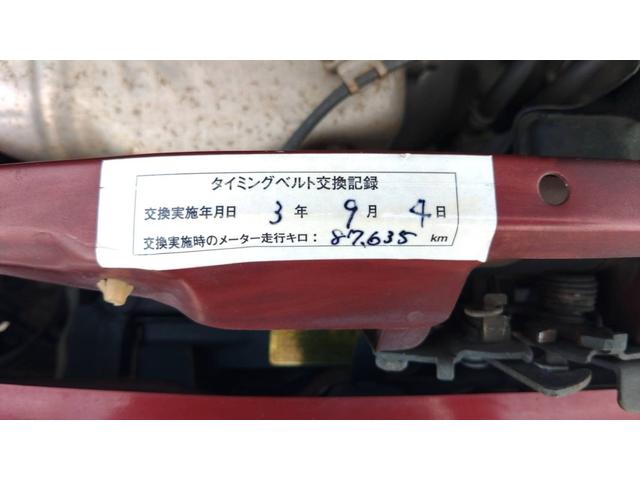 タイミングベルト交換記録
交換実施年月日 3年 9月 4日
交換実施時のメーター走行キロ: 87,635 km